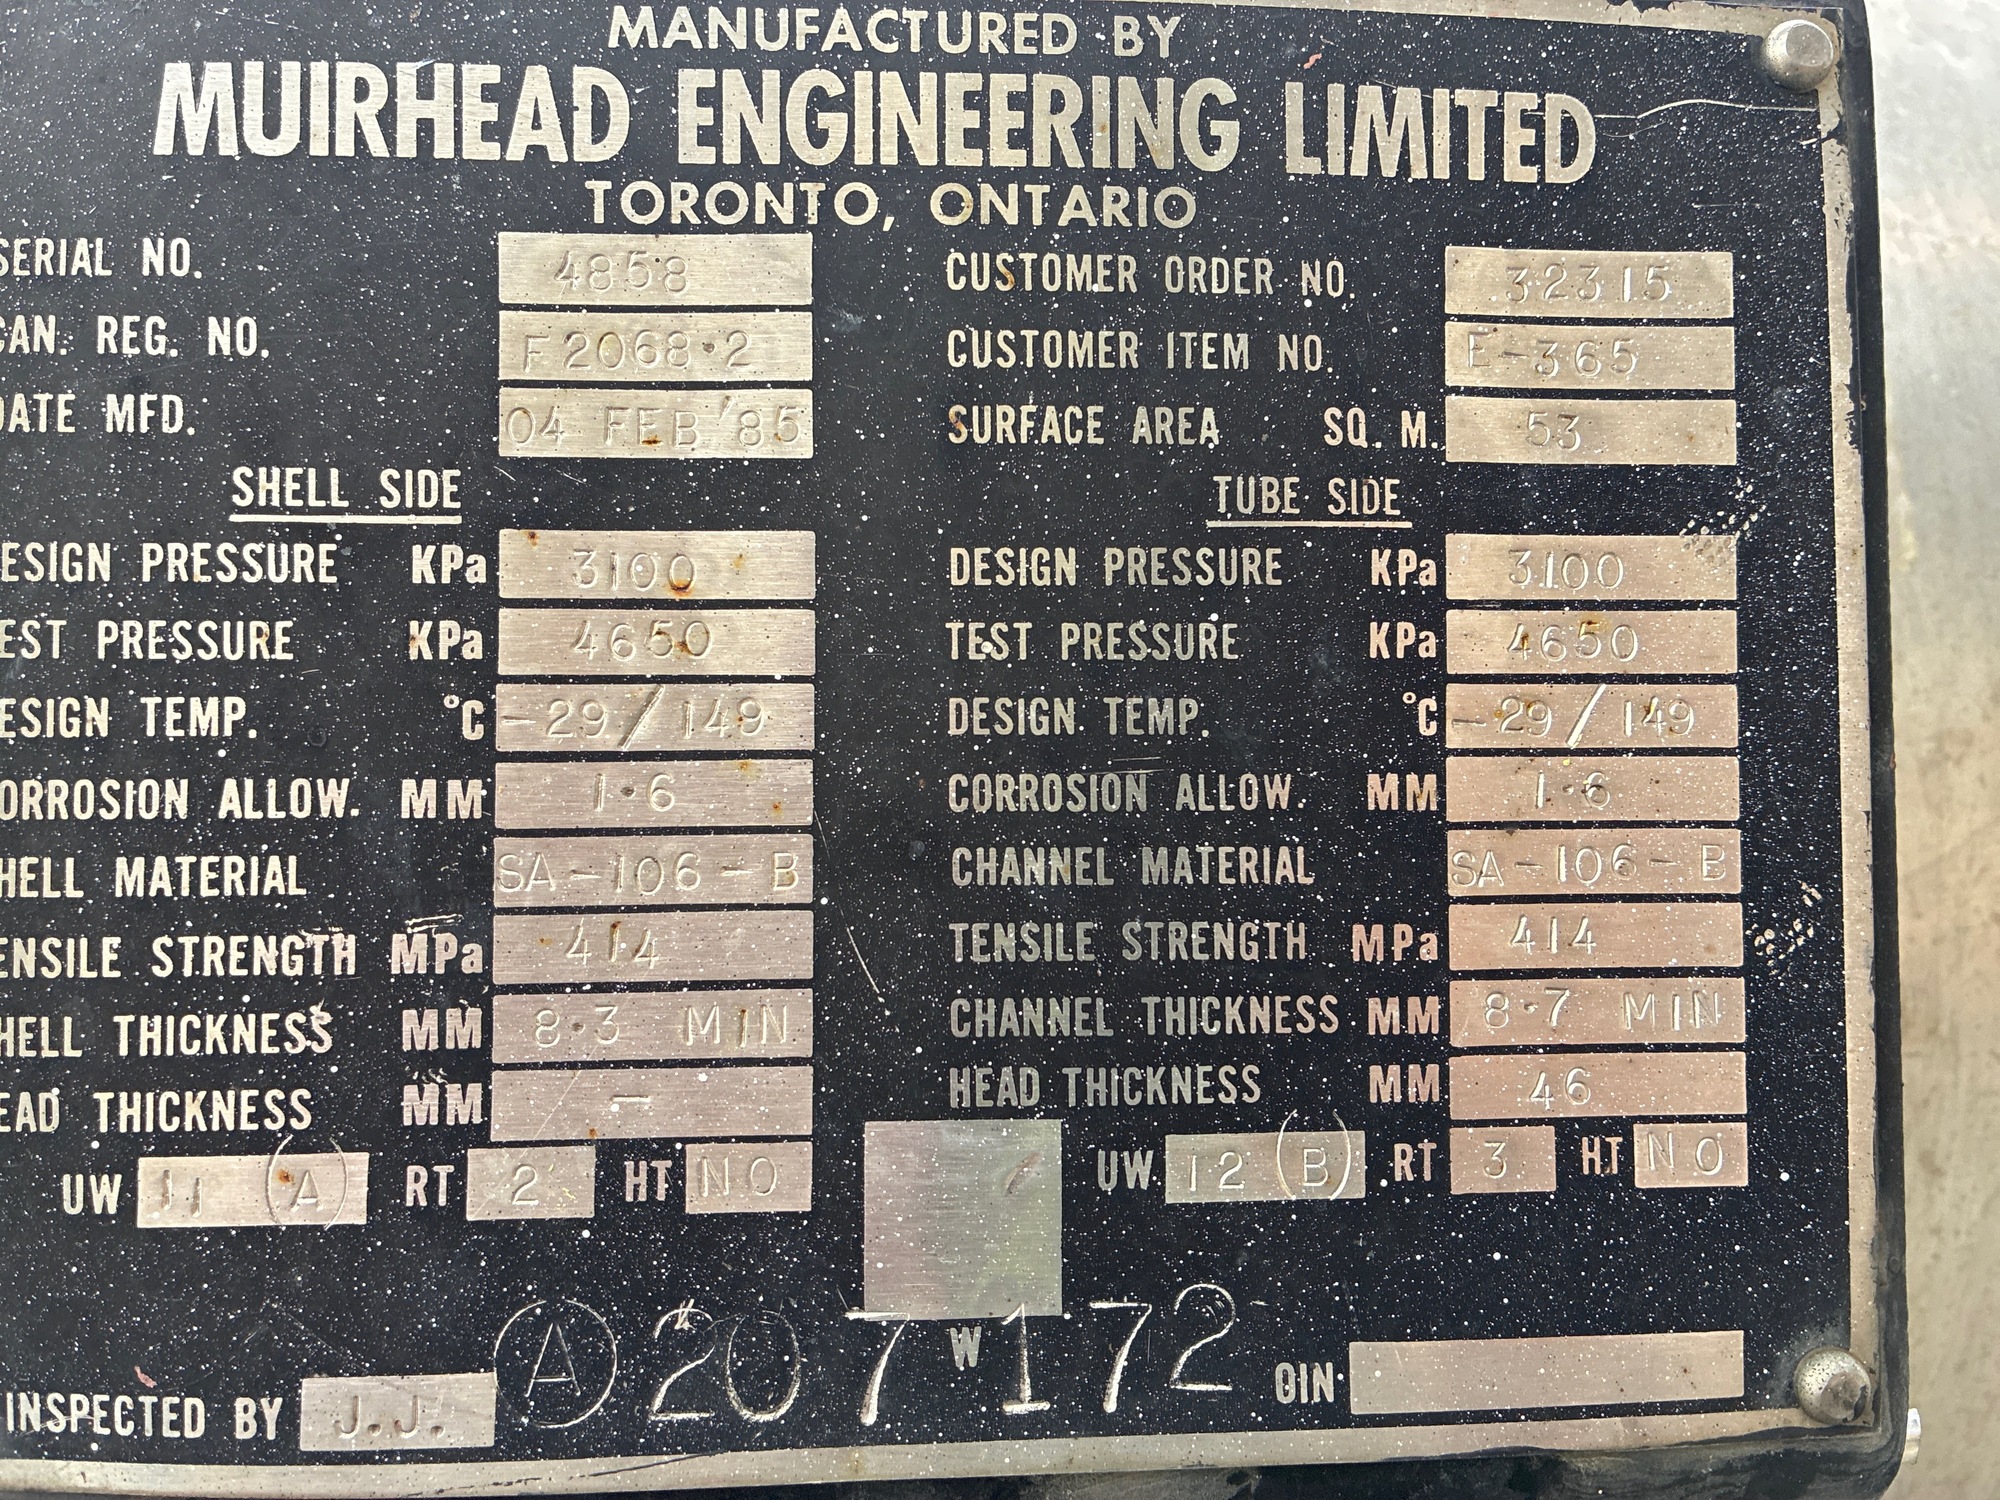 MANUFACTURED BY
MUIRHEAD ENGINEERING LIMITED
TORONTO, ONTARIO
SERIAL NO. 4858 CUSTOMER ORDER NO. 32315
CAN. REG. NO. F2068.2 CUSTOMER ITEM NO. E-365
DATE MFD. 04 FEB '85 SURFACE AREA SQ. M. 53
SHELL SIDE TUBE SIDE
ESIGN PRESSURE KPa 3100 DESIGN PRESSURE KPa 3100
EST PRESSURE KPa 4650 TEST PRESSURE KPa 4650
ESIGN TEMP. °C -29/149 DESIGN TEMP. °C -29/149
ORROSION ALLOW. MM 1.6 CORROSION ALLOW. MM 1.6
HELL MATERIAL SA-106-B CHANNEL MATERIAL SA-106-B
ENSILE STRENGTH MPa 414 TENSILE STRENGTH MPa 414
HELL THICKNESS MM 8.3 MIN CHANNEL THICKNESS MM 8.7 MIN
EAD THICKNESS MM - HEAD THICKNESS MM 46
UW 11 (A) RT 2 HT NO UW 12 (B) RT 3 HT NO
A 207172
W
INSPECTED BY J.J. OIN